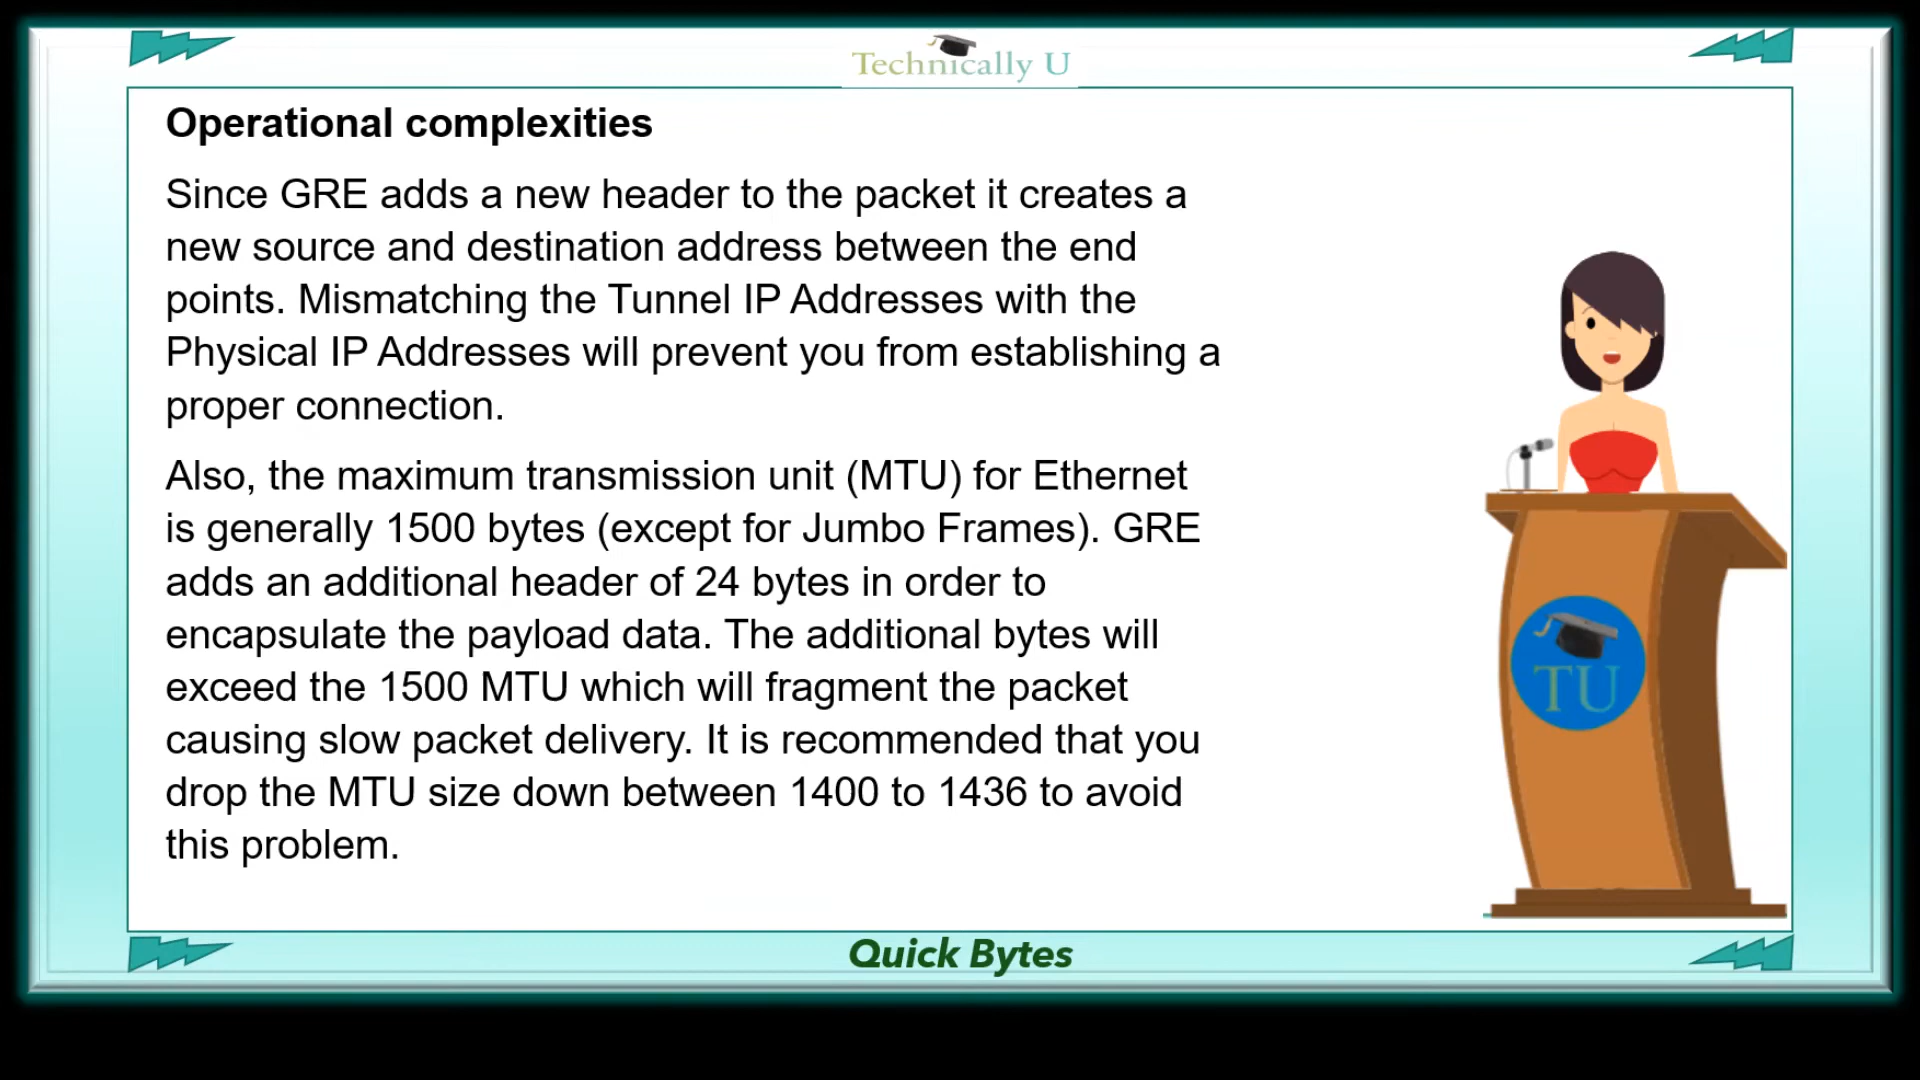 Technically U
Operational complexities
Since GRE adds a new header to the packet it creates a
new source and destination address between the end
points. Mismatching the Tunnel IP Addresses with the
Physical IP Addresses will prevent you from establishing a
proper connection.
Also, the maximum transmission unit (MTU) for Ethernet
is generally 1500 bytes (except for Jumbo Frames). GRE
adds an additional header of 24 bytes in order to
encapsulate the payload data. The additional bytes will
exceed the 1500 MTU which will fragment the packet
causing slow packet delivery. It is recommended that you
drop the MTU size down between 1400 to 1436 to avoid
this problem.
TU
Quick Bytes